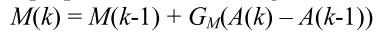 M(k) = M(k-1) + G_M(A(k) – A(k-1))